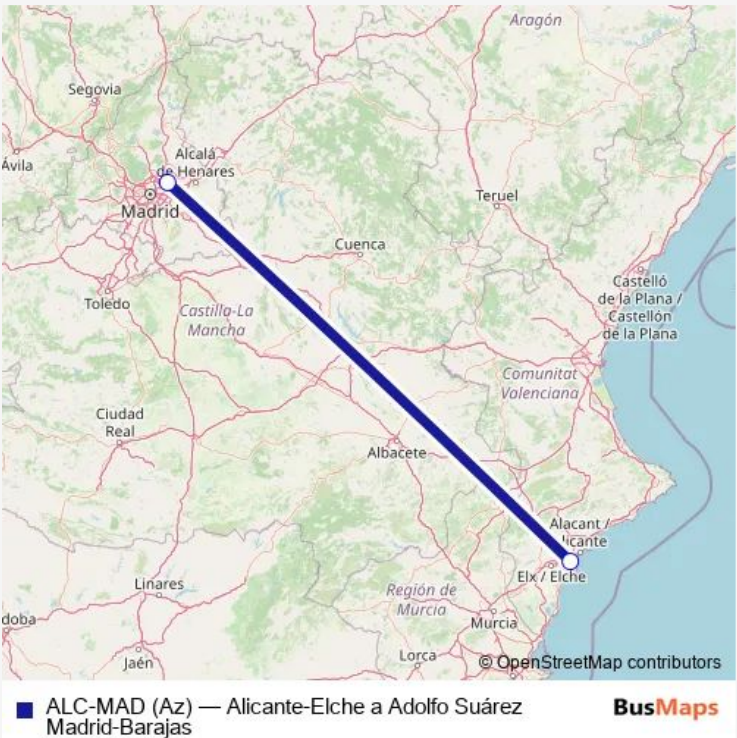 Aragón
Segovia
Ávila
Alcalá
de Henares
Madrid
Teruel
Cuenca
Toledo
Castilla-La
Mancha
Castelló
de la Plana /
Castellón
de la Plana
Comunitat
Valenciana
Ciudad
Real
Albacete
Alacant /
licante
Elx / Elche
Linares
Región de
Murcia
doba
Murcia
Jaén
Lorca
© OpenStreetMap contributors
ALC-MAD (Az) — Alicante-Elche a Adolfo Suárez
Madrid-Barajas
BusMaps